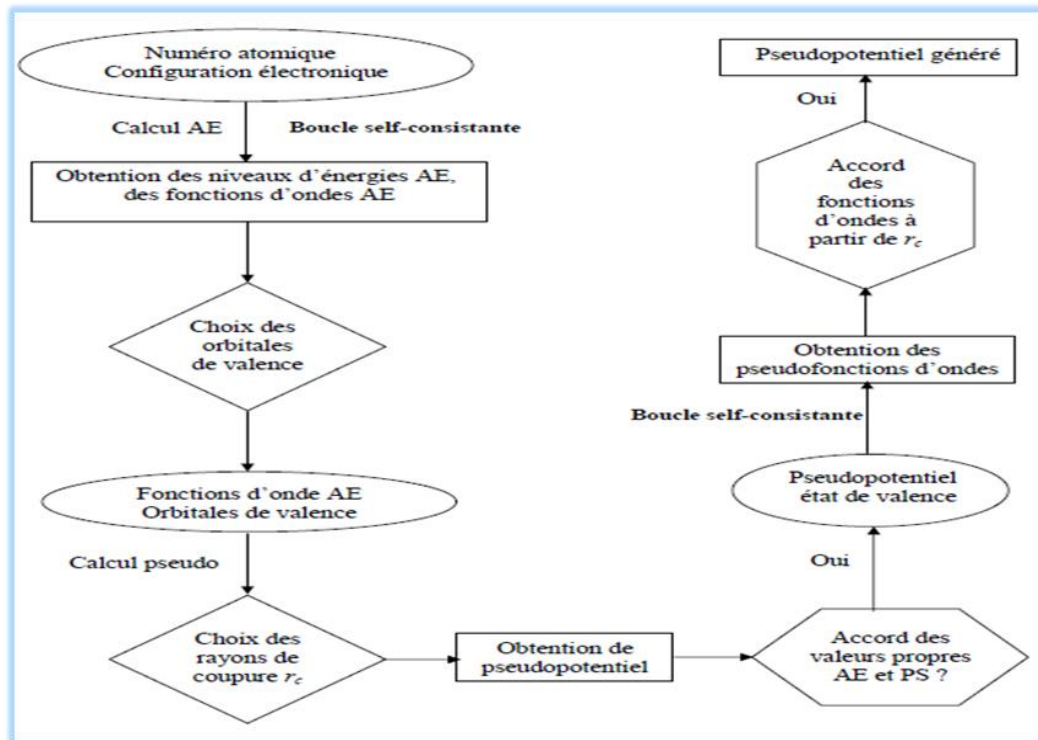 Numéro atomique
Configuration électronique
Calcul AE
Boucle self-consistante
Obtention des niveaux d'énergies AE,
des fonctions d'ondes AE
Choix des
orbitales
de valence
Fonctions d'onde AE
Orbitales de valence
Calcul pseudo
Choix des
rayons de
coupure r_c
Obtention de
pseudopotentiel
Accord des
valeurs propres
AE et PS ?
Oui
Pseudopotentiel
état de valence
Boucle self-consistante
Obtention des
pseudofonctions d'ondes
Accord
des
fonctions
d'ondes à
partir de r_c
Oui
Pseudopotentiel généré